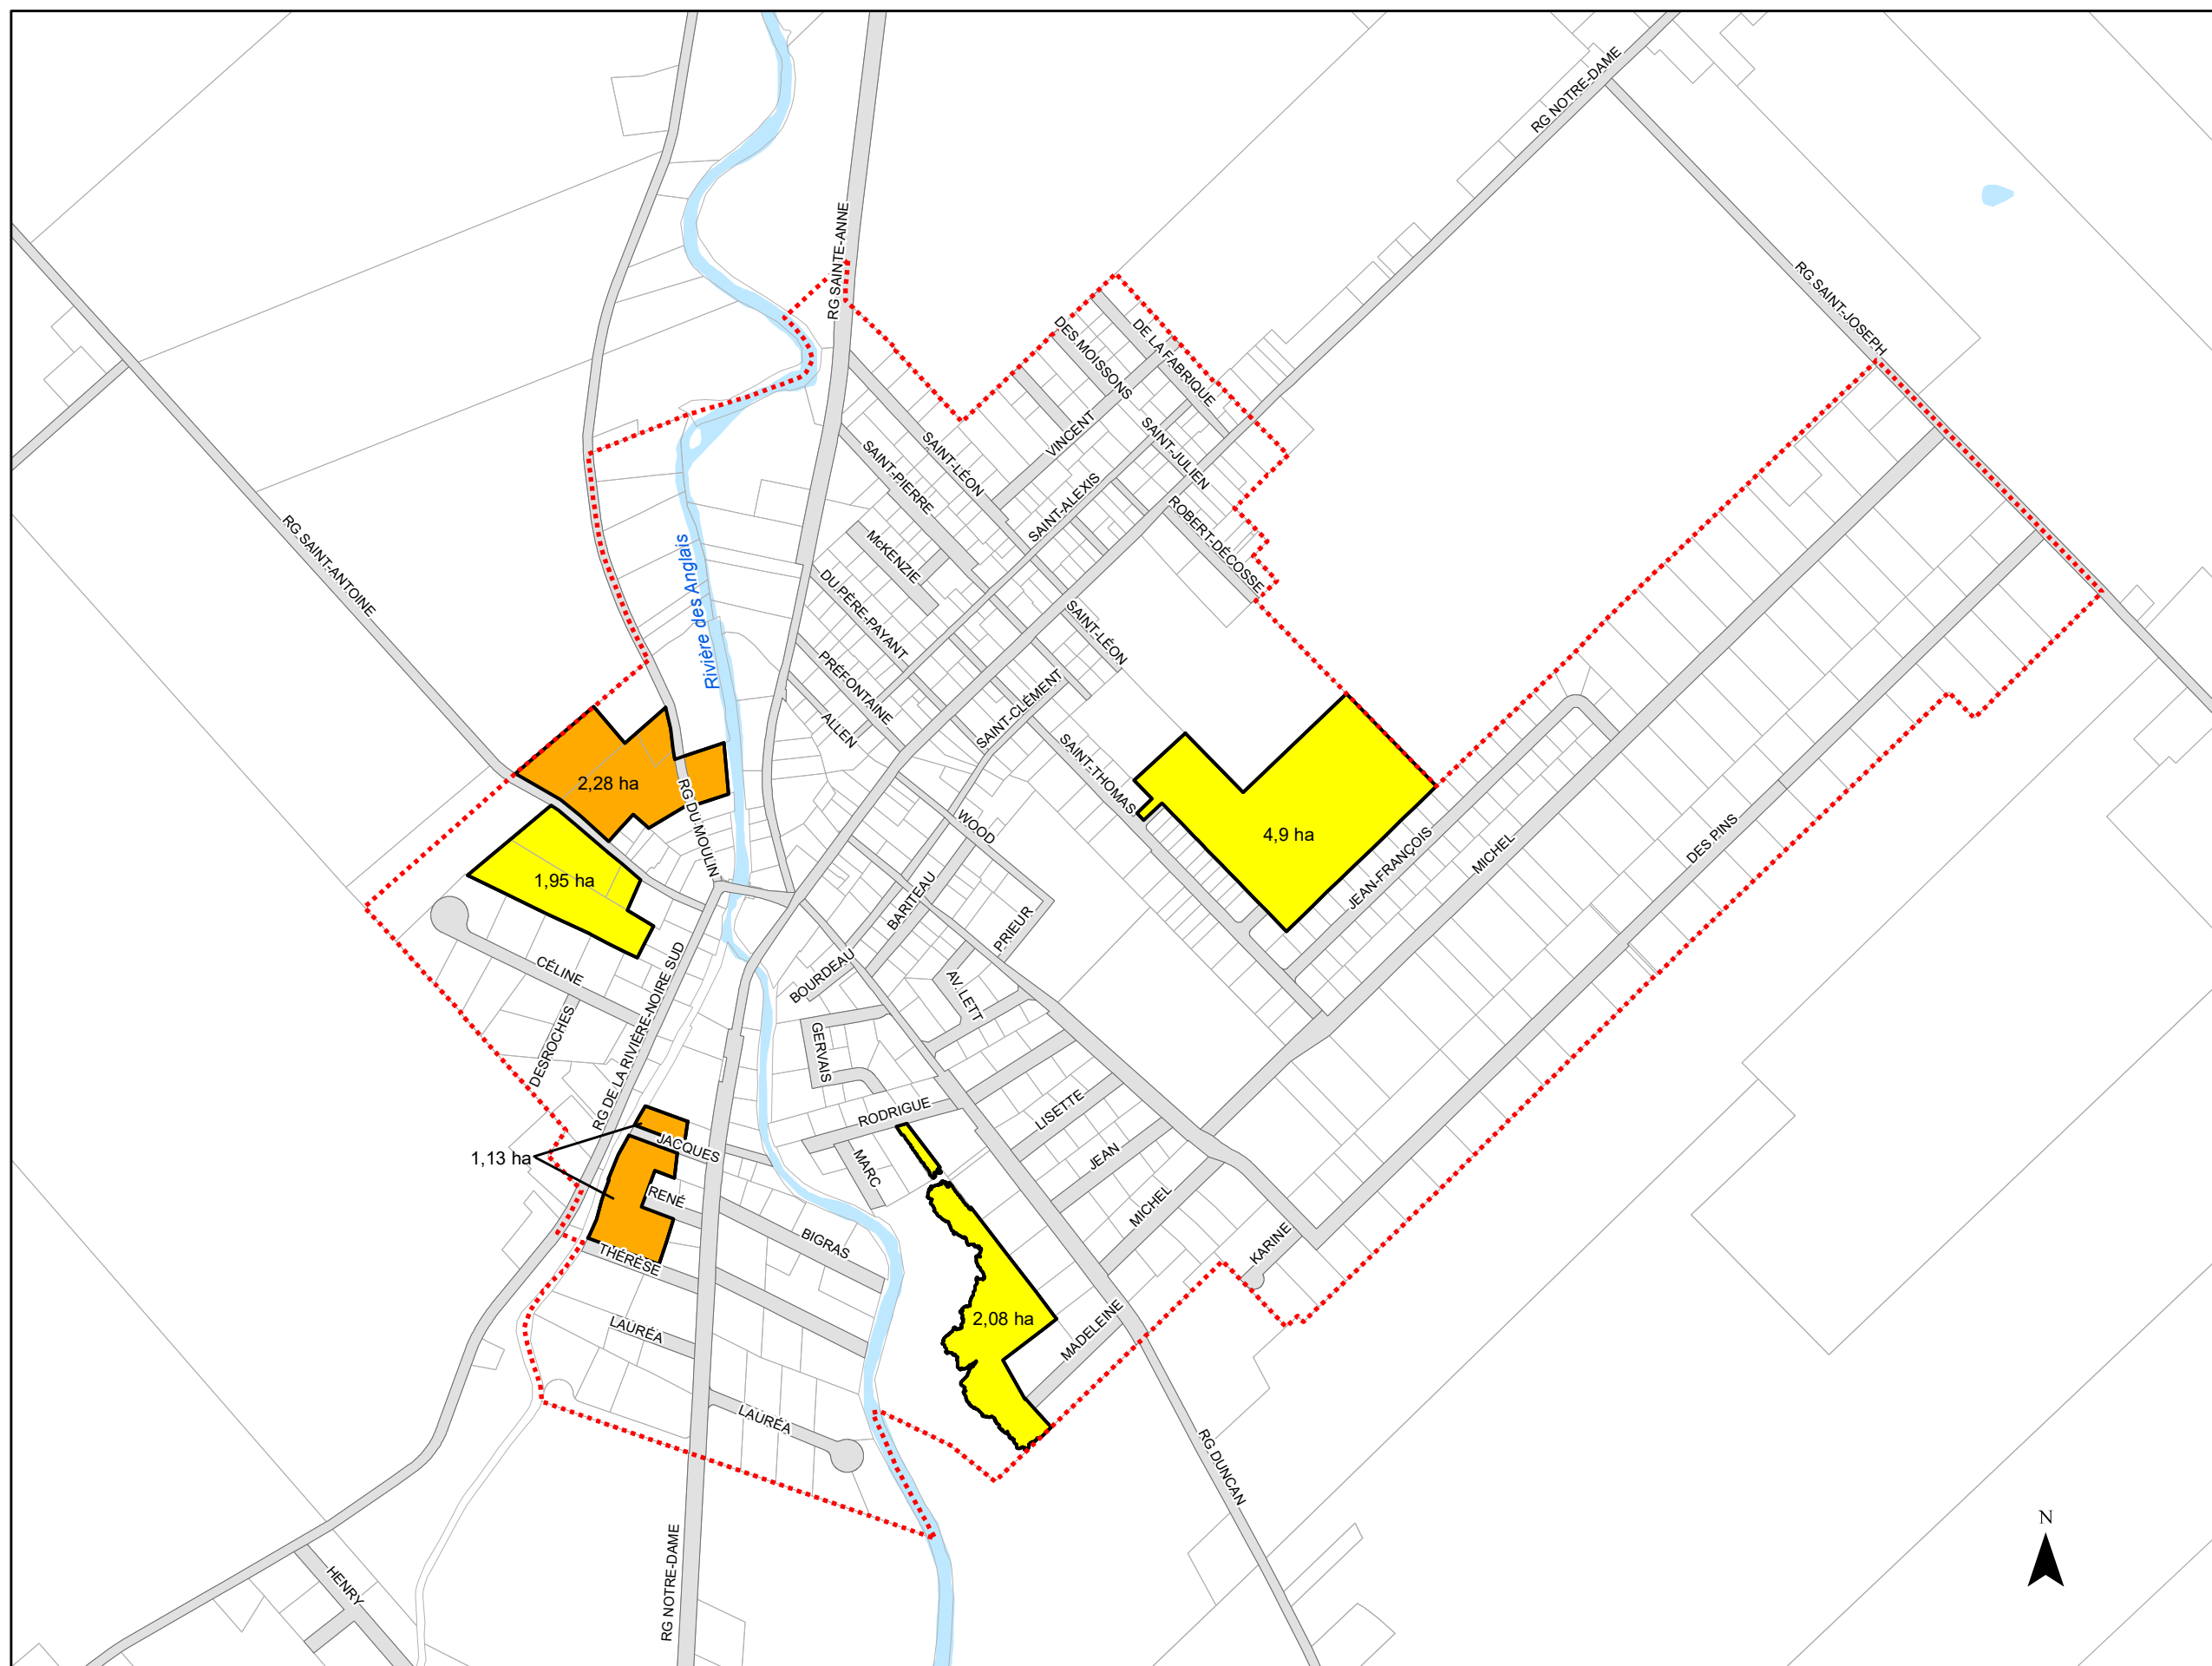 RG NOTRE-DAME
RG SAINTE-ANNE
RG SAINT-JOSEPH
DES MOISSONS
DE LA FABRIQUE
VINCENT
SAINT-JULIEN
SAINT-LÉON
SAINT-PIERRE
SAINT-ALEXIS
ROBERT-DÉCOSSE
McKENZIE
RG SAINT-ANTOINE
Rivière des Anglais
DU PÈRE-PAYANT
SAINT-LÉON
PRÉFONTAINE
SAINT-CLÉMENT
ALLEN
SAINT-THOMAS
2,28 ha
RG DU MOULIN
WOOD
4,9 ha
JEAN-FRANÇOIS
MICHEL
DES PINS
1,95 ha
BARITEAU
PRIEUR
CÉLINE
BOURDEAU
AV. LETT
RG DE LA RIVIÈRE-NOIRE SUD
DESROCHES
GERVAIS
RODRIGUE
LISETTE
JACQUES
1,13 ha
MARC
JEAN
RENÉ
MICHEL
BIGRAS
KARINE
THÉRÈSE
2,08 ha
MADELEINE
LAURÉA
LAURÉA
RG DUNCAN
RG NOTRE-DAME
HENRY
N